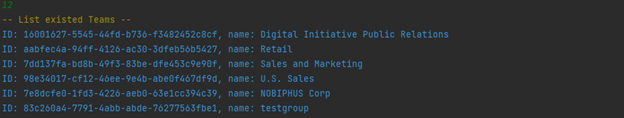 12
-- List existed Teams --
ID: 16001627-5545-44fd-b736-f3482452c8cf, name: Digital Initiative Public Relations
ID: aabfec4a-94ff-4126-ac30-3dfeb56b5427, name: Retail
ID: 7dd137fa-bd8b-49f3-83be-dfe453c9e90f, name: Sales and Marketing
ID: 98e34017-cf12-46ee-9e4b-abe0f467df9d, name: U.S. Sales
ID: 7e8dcfe0-1fd3-4226-aeb0-63e1cc394c39, name: NOBIPHUS Corp
ID: 83c260a4-7791-4abb-abde-76277563fbe1, name: testgroup